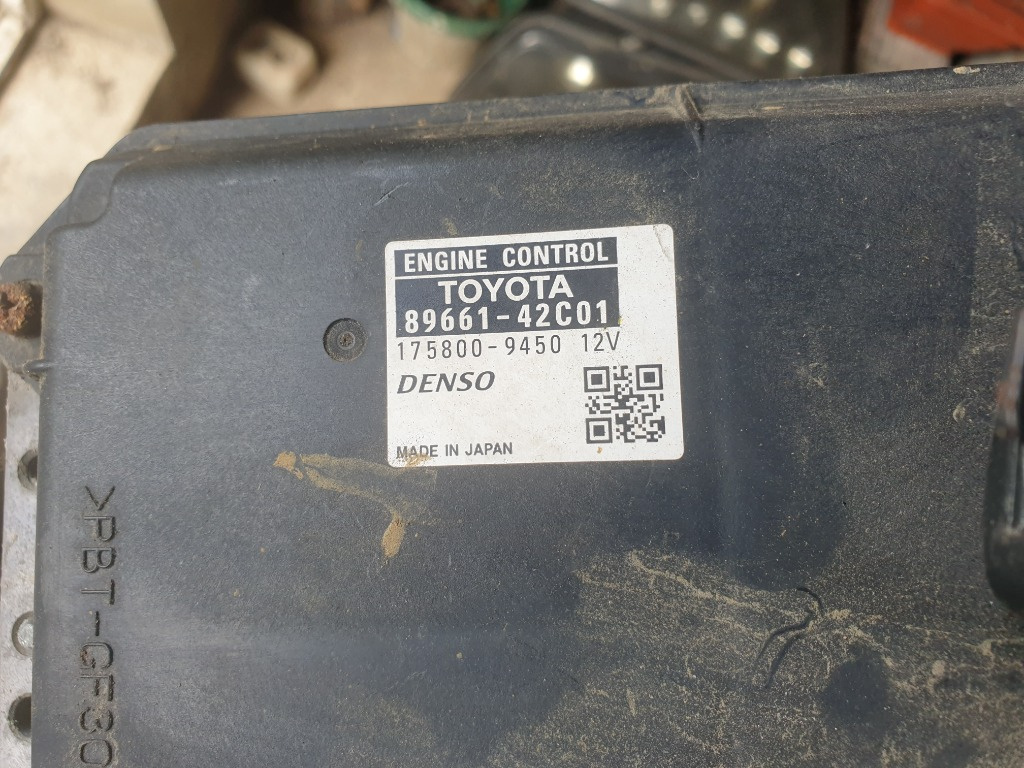 ENGINE CONTROL
TOYOTA
89661-42C01
175800-9450 12V
DENSO
MADE IN JAPAN
>PBT-GF30